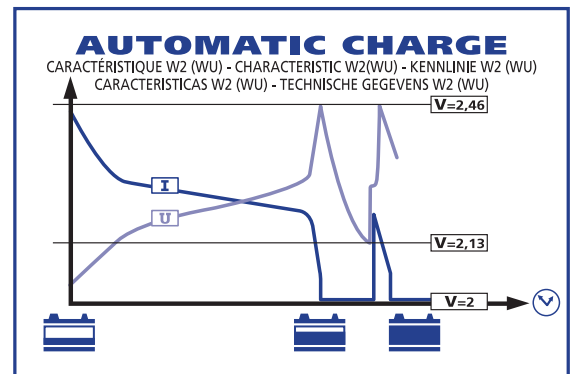 AUTOMATIC CHARGE
CARACTÉRISTIQUE W2 (WU) - CHARACTERISTIC W2(WU) - KENNLINIE W2 (WU)
CARACTERISTICAS W2 (WU) - TECHNISCHE GEGEVENS W2 (WU)
V=2,46
I
U
V=2,13
V=2